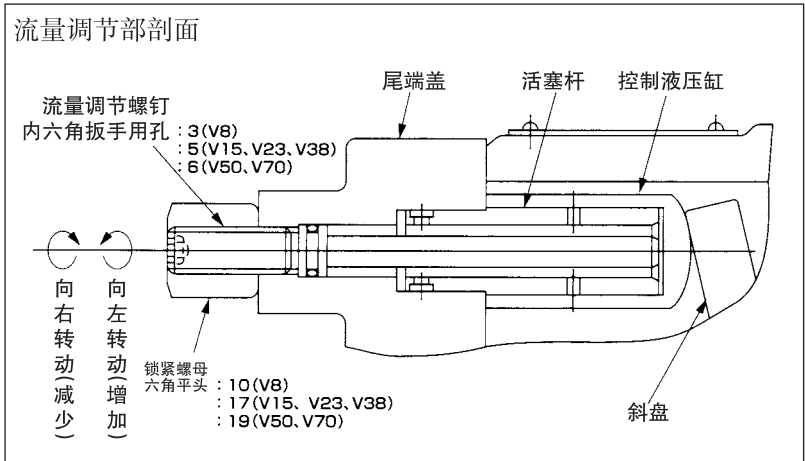 流量调节部剖面
尾端盖
活塞杆
控制液压缸
流量调节螺钉
内六角扳手用孔 : 3(V8)
: 5(V15、V23、V38)
: 6(V50、V70)
向右转动(减少)
向左转动(增加)
锁紧螺母
六角平头 : 10(V8)
: 17(V15、V23、V38)
: 19(V50、V70)
斜盘